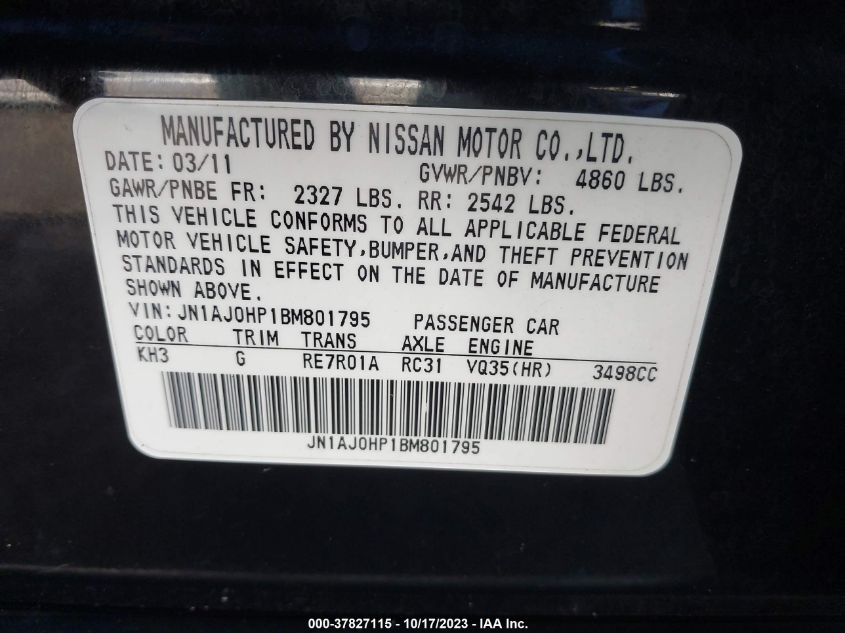 MANUFACTURED BY NISSAN MOTOR CO.,LTD.
DATE: 03/11 GVWR/PNBV: 4860 LBS.
GAWR/PNBE FR: 2327 LBS. RR: 2542 LBS.
THIS VEHICLE CONFORMS TO ALL APPLICABLE FEDERAL
MOTOR VEHICLE SAFETY,BUMPER,AND THEFT PREVENTION
STANDARDS IN EFFECT ON THE DATE OF MANUFACTURE
SHOWN ABOVE.
VIN: JN1AJ0HP1BM801795 PASSENGER CAR
COLOR TRIM TRANS AXLE ENGINE
KH3 G RE7R01A RC31 VQ35(HR) 3498CC
JN1AJ0HP1BM801795
000-37827115 - 10/17/2023 - IAA Inc.